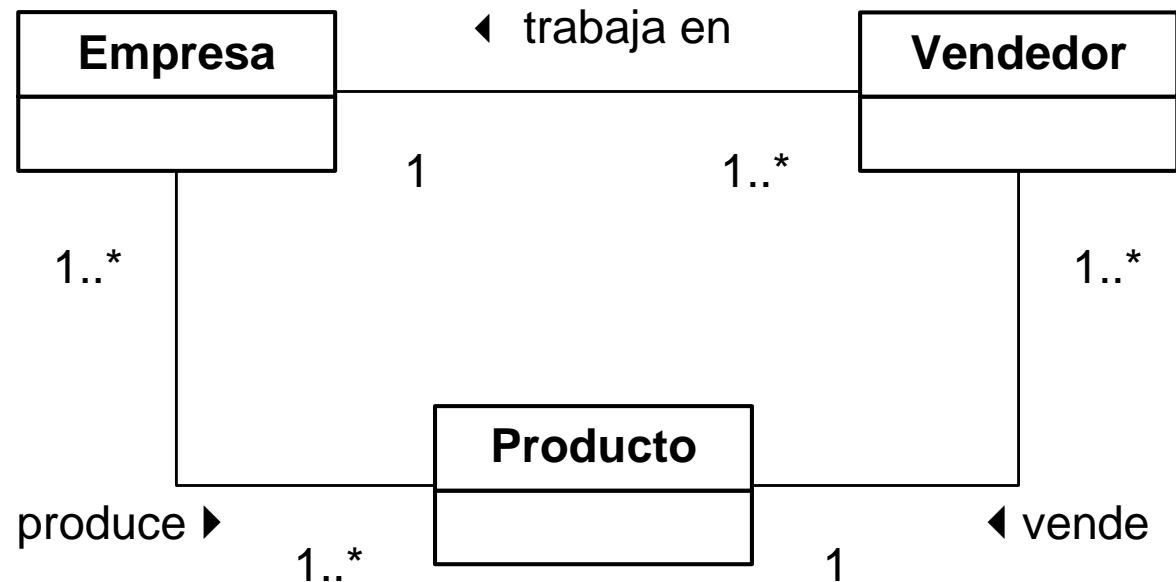 ◄ trabaja en
Empresa
Vendedor
1
1..*
1..*
1..*
Producto
produce ►
◄ vende
1..*
1